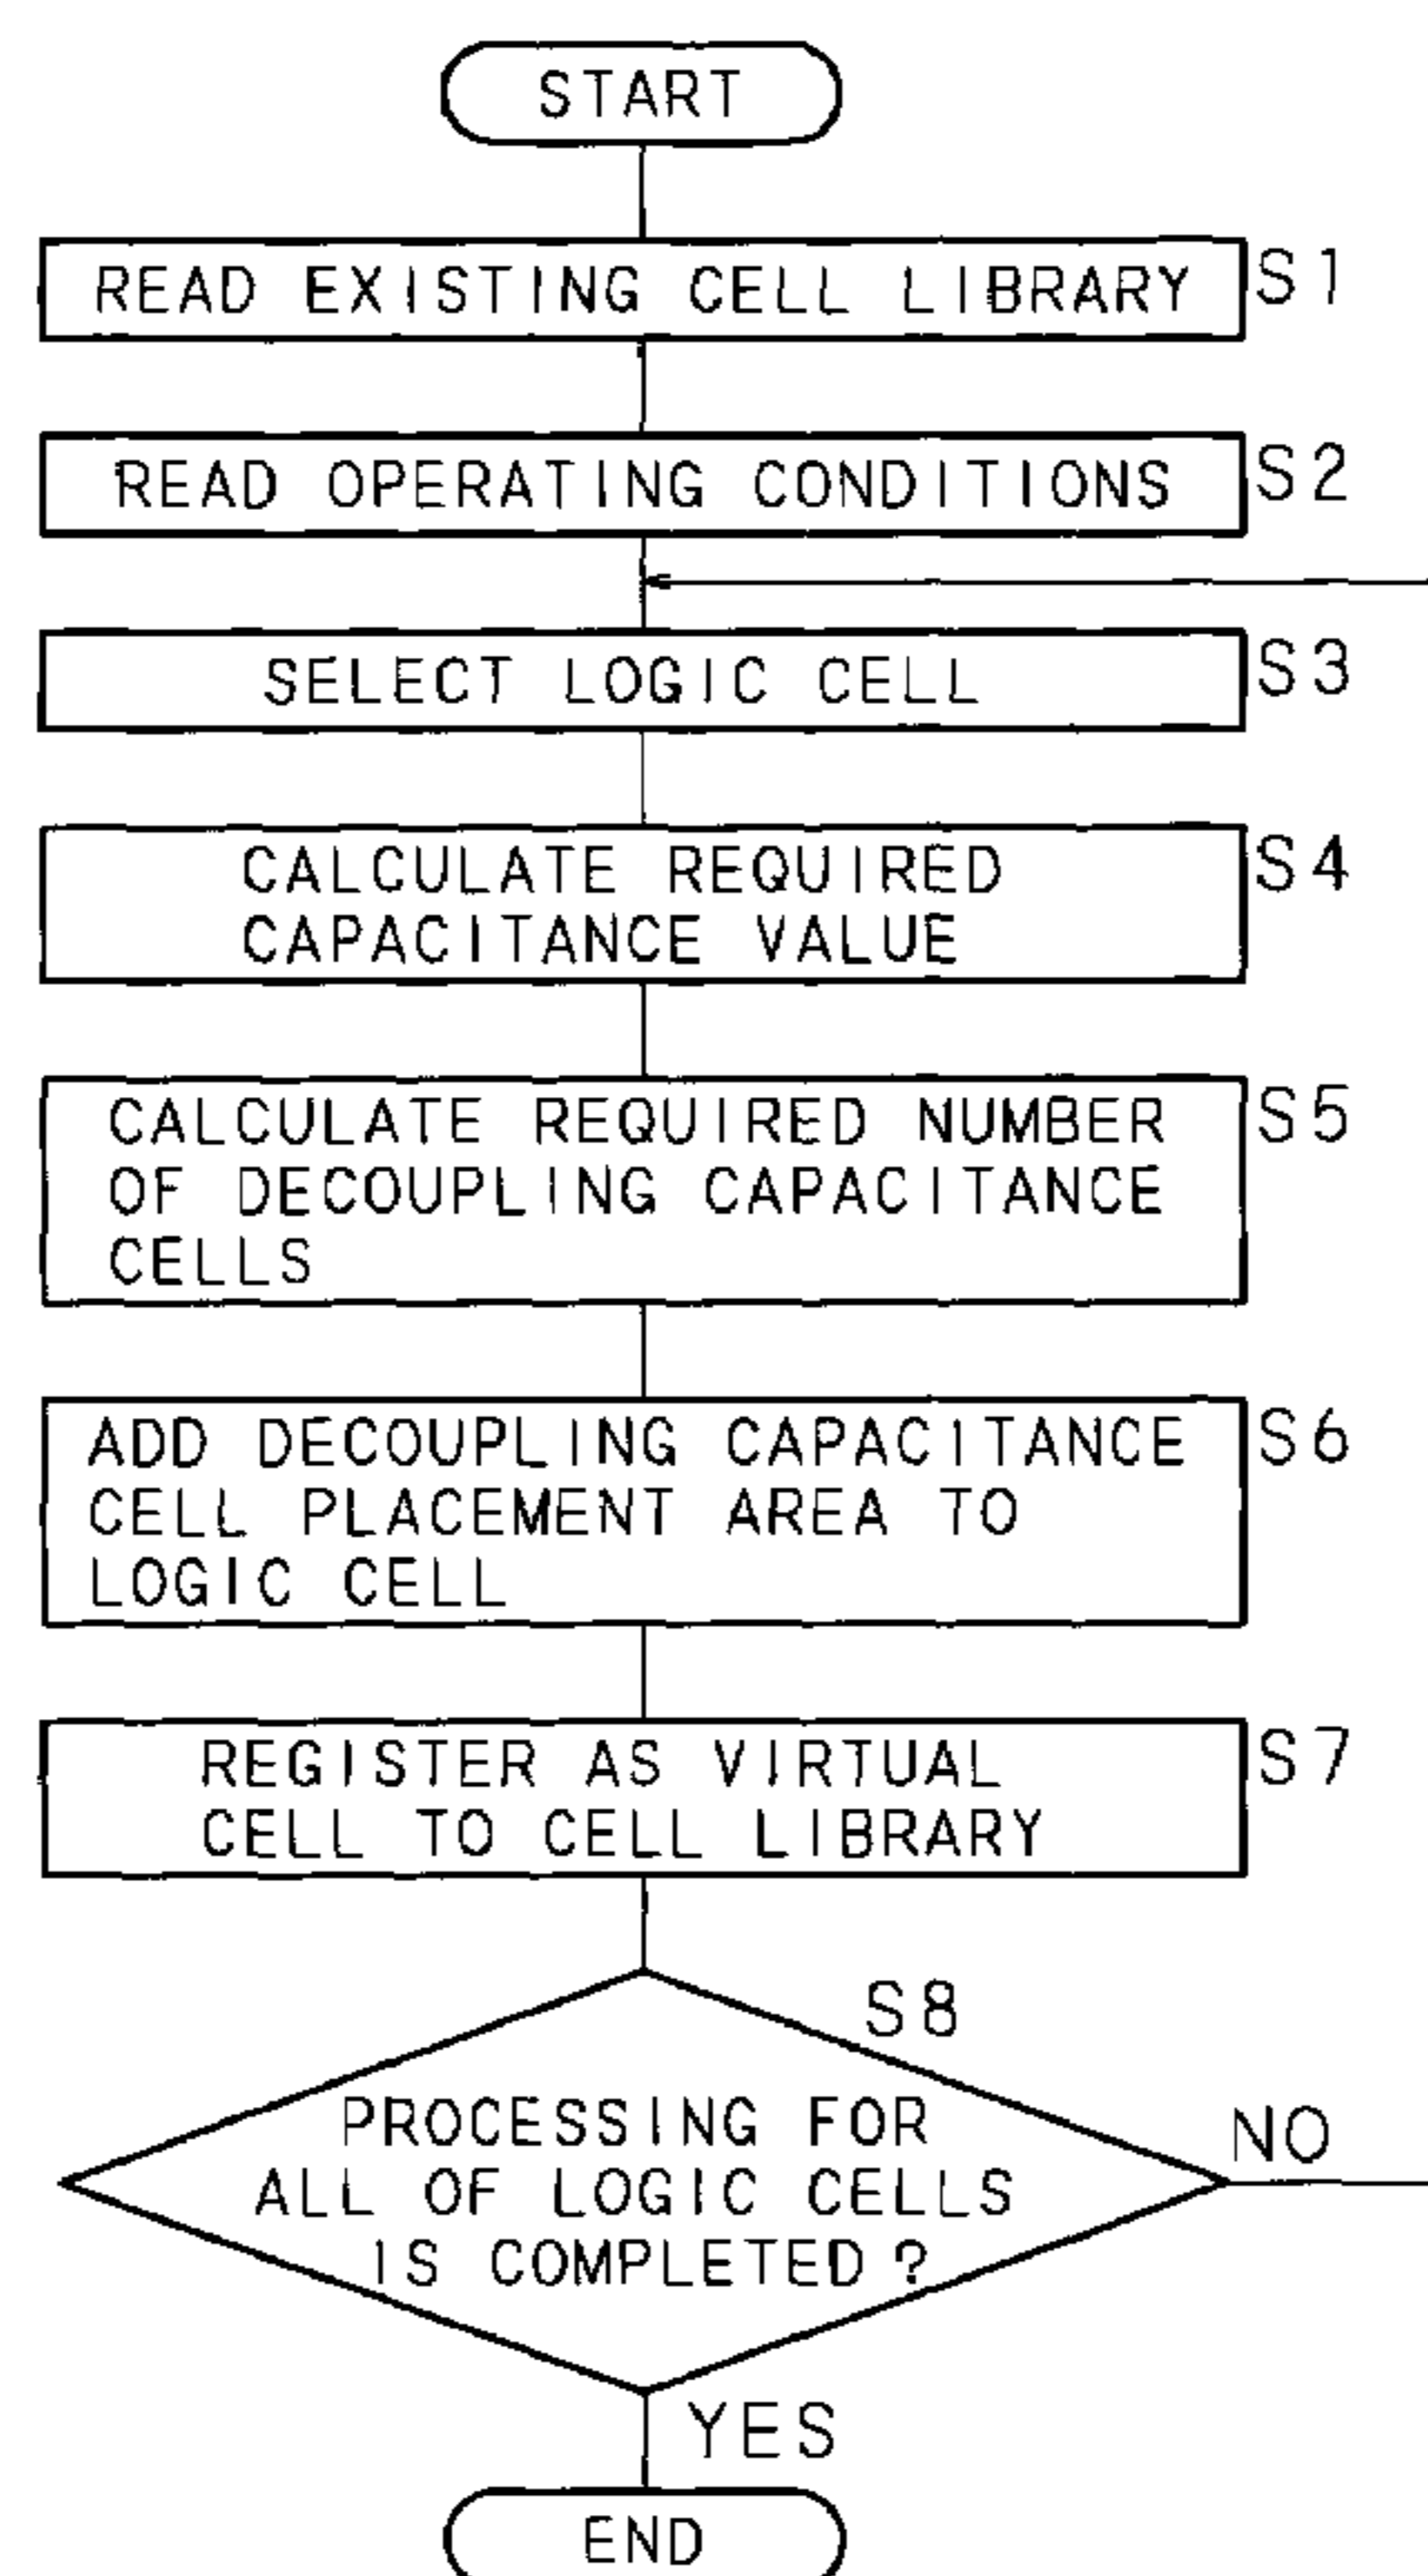 START
READ EXISTING CELL LIBRARY S1
READ OPERATING CONDITIONS S2
SELECT LOGIC CELL S3
CALCULATE REQUIRED S4
CAPACITANCE VALUE
CALCULATE REQUIRED NUMBER S5
OF DECOUPLING CAPACITANCE
CELLS
ADD DECOUPLING CAPACITANCE S6
CELL PLACEMENT AREA TO
LOGIC CELL
REGISTER AS VIRTUAL S7
CELL TO CELL LIBRARY
S8
PROCESSING FOR
ALL OF LOGIC CELLS
IS COMPLETED?
NO
YES
END